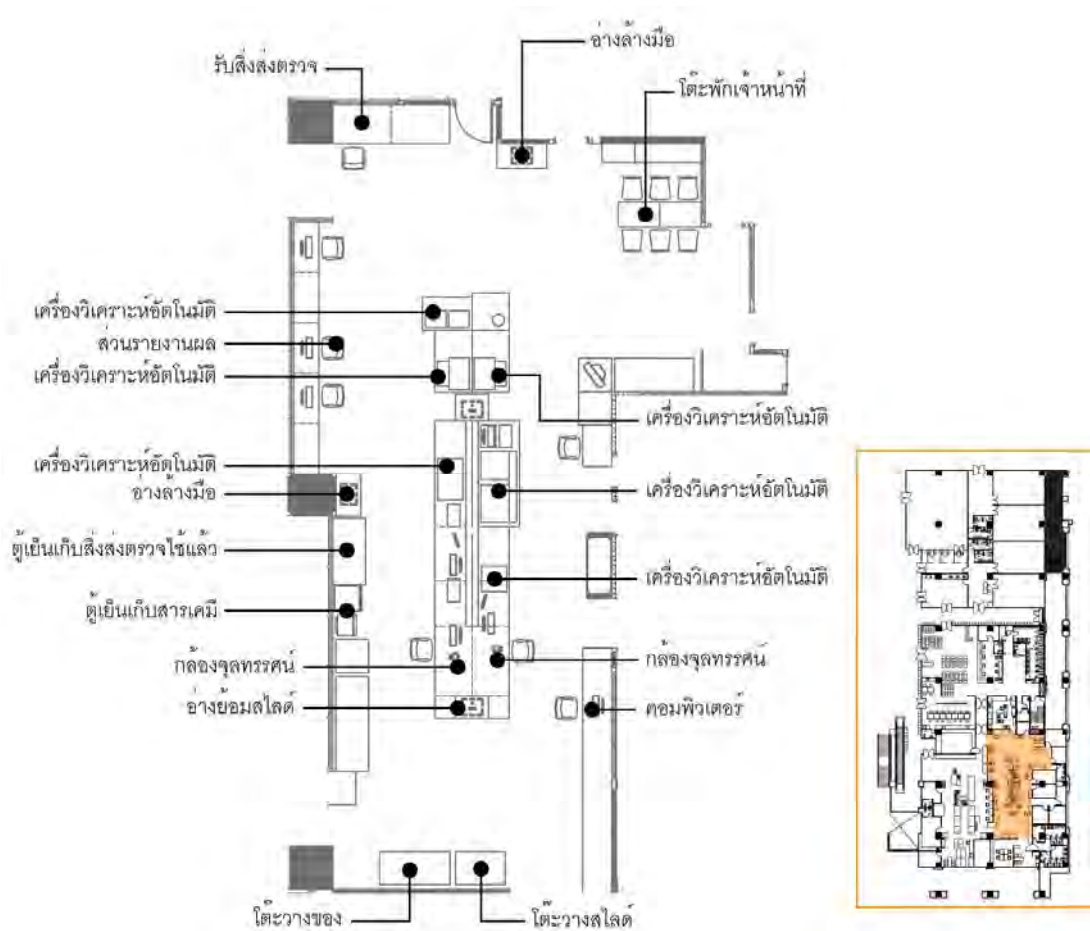 อ่างล้างมือ
รับสิ่งส่งตรวจ
โต๊ะพักเจ้าหน้าที่
เครื่องวิเคราะห์อัตโนมัติ
ส่วนรายงานผล
เครื่องวิเคราะห์อัตโนมัติ
เครื่องวิเคราะห์อัตโนมัติ
เครื่องวิเคราะห์อัตโนมัติ
อ่างล้างมือ
เครื่องวิเคราะห์อัตโนมัติ
ตู้เย็นเก็บสิ่งส่งตรวจใช้แล้ว
เครื่องวิเคราะห์อัตโนมัติ
ตู้เย็นเก็บสารเคมี
กล้องจุลทรรศน์
กล้องจุลทรรศน์
อ่างย้อมสไลด์
คอมพิวเตอร์
โต๊ะวางของ
โต๊ะวางสไลด์